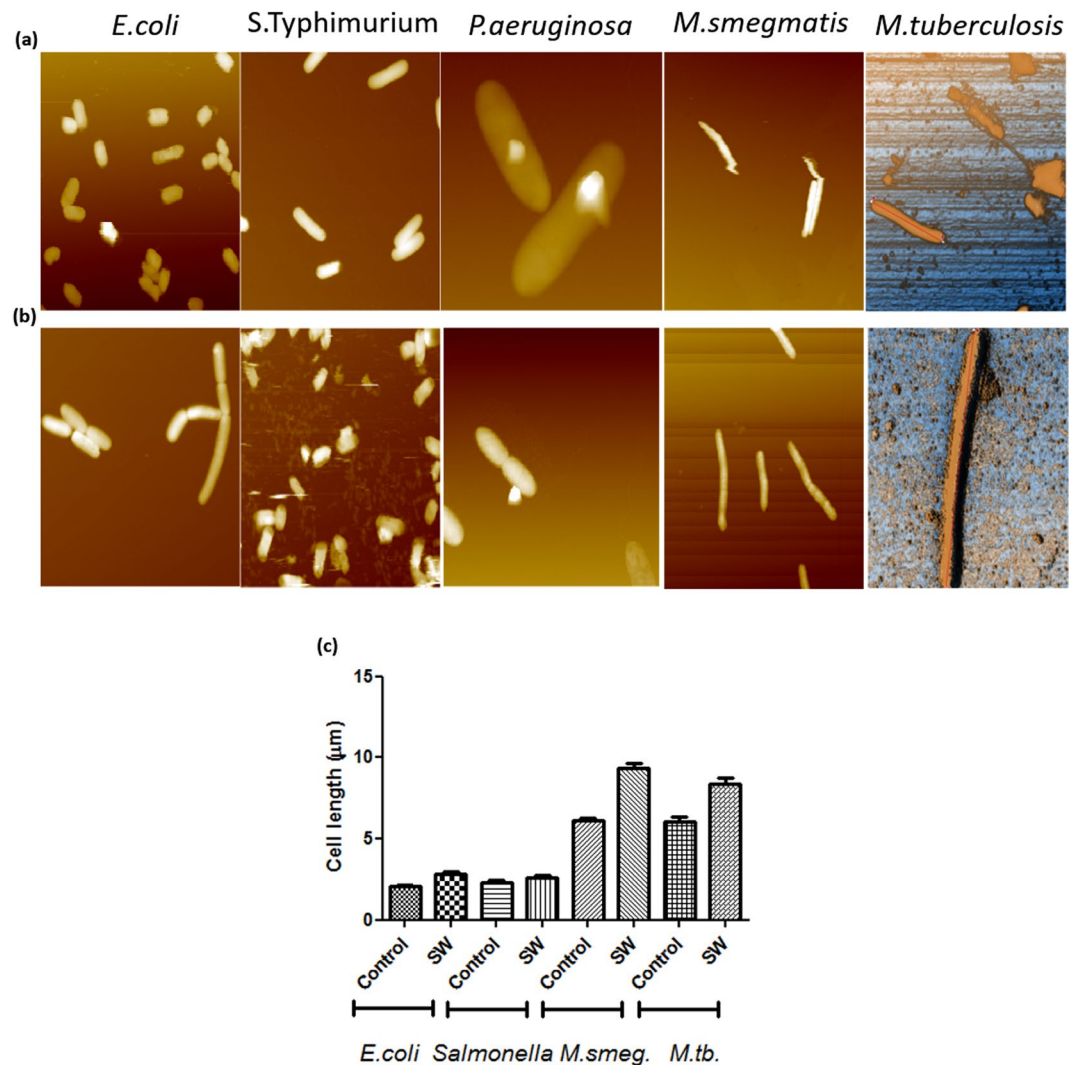 E.coli S.Typhimurium P.aeruginosa M.smegmatis M.tuberculosis
(a)
(b)
(c)
15
10
5
0
Cell length (μm)
Control SW Control SW Control SW Control SW
E.coli Salmonella M.smeg. M.tb.